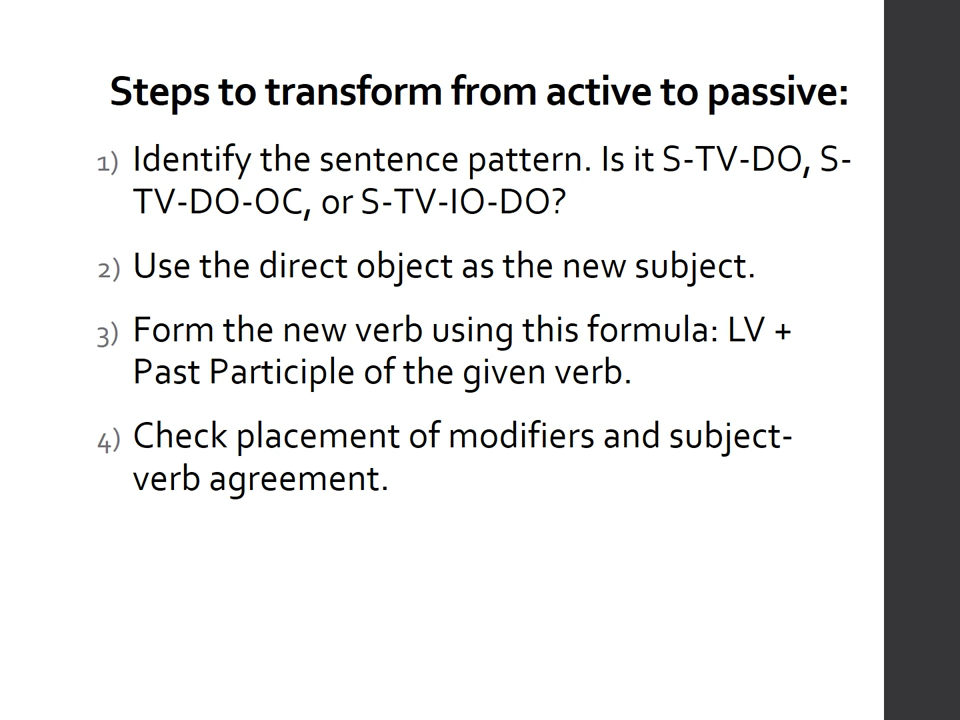 Steps to transform from active to passive:
1) Identify the sentence pattern. Is it S-TV-DO, S-
TV-DO-OC, or S-TV-IO-DO?
2) Use the direct object as the new subject.
3) Form the new verb using this formula: LV +
Past Participle of the given verb.
4) Check placement of modifiers and subject-
verb agreement.